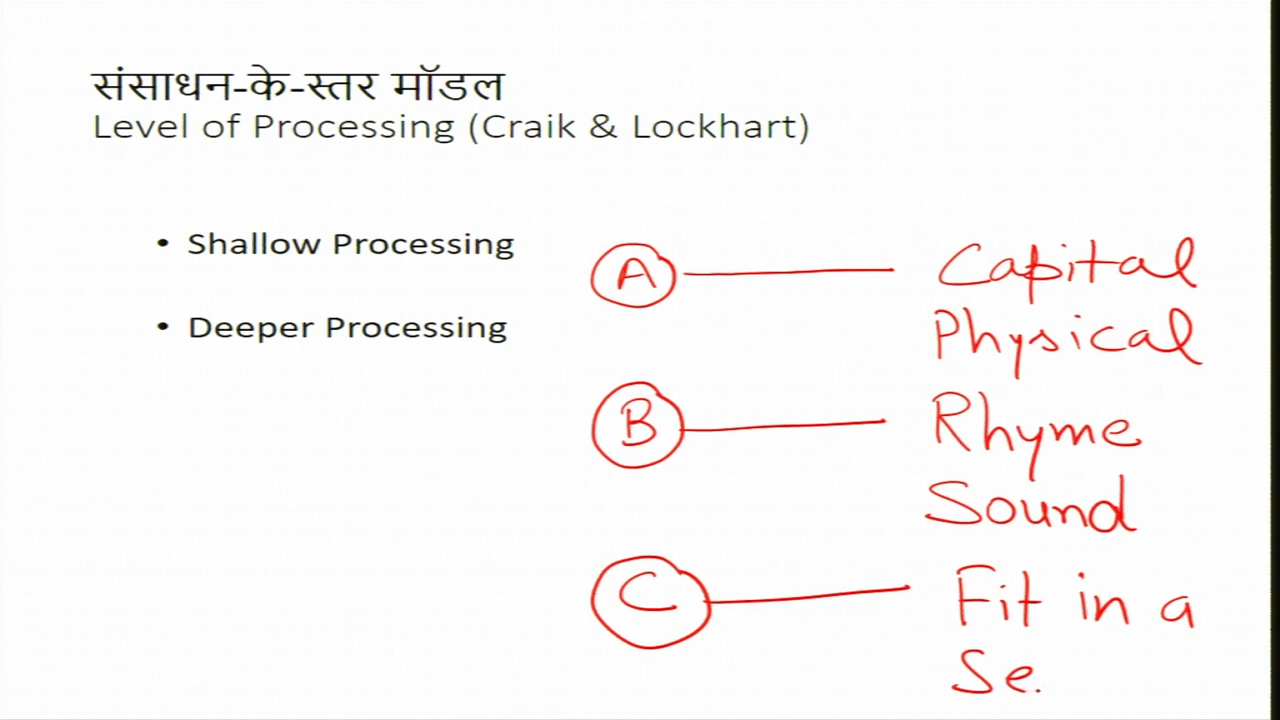 संसाधन-के-स्तर मॉडल
Level of Processing (Craik & Lockhart)
• Shallow Processing
• Deeper Processing
A Capital
Physical
B Rhyme
Sound
C Fit in a
Se.